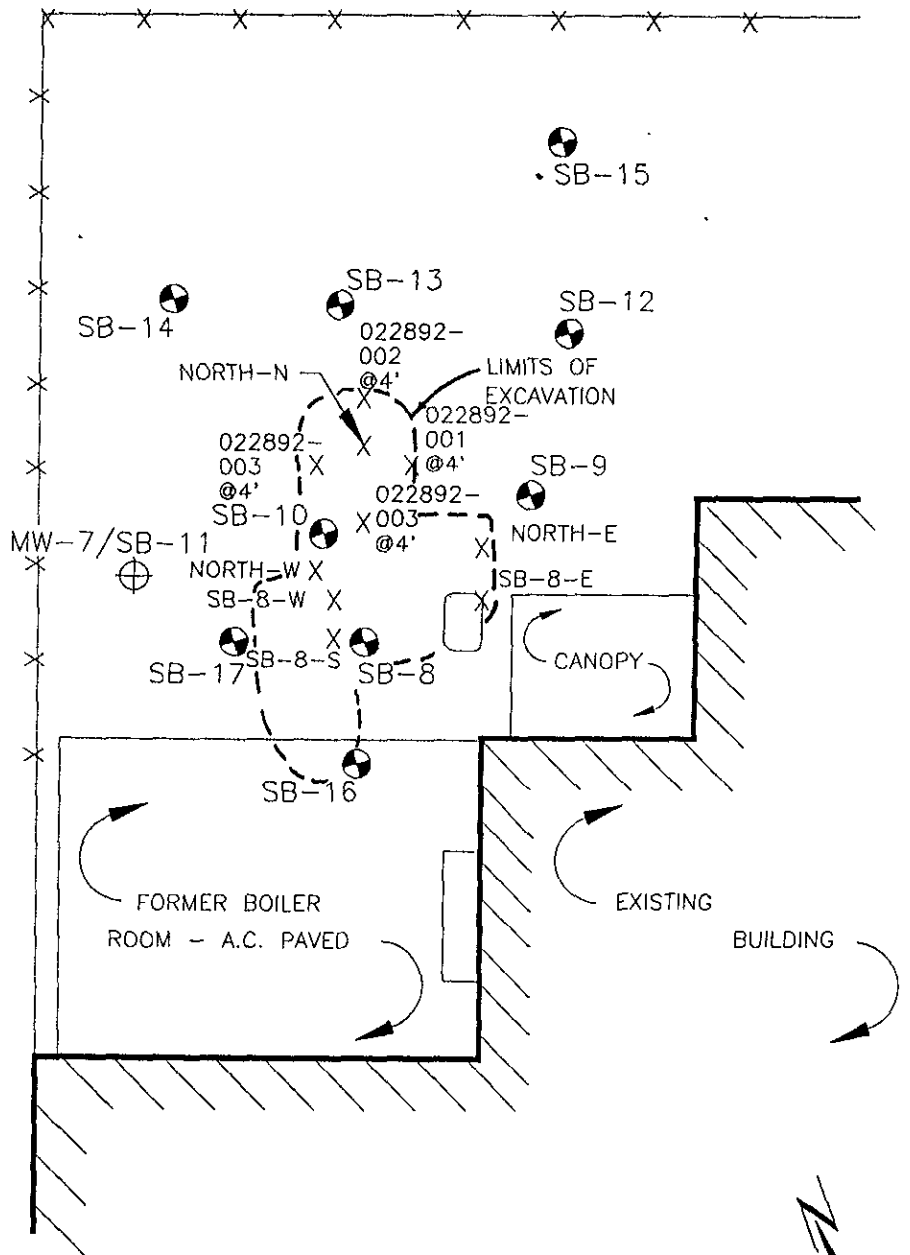 SB-15
SB-13
SB-14
SB-12
022892-
002
@4'
NORTH-N
LIMITS OF
EXCAVATION
022892-
001
@4'
022892-
003
@4'
SB-9
022892-
003
@4'
SB-10
NORTH-E
MW-7/SB-11
NORTH-W
SB-8-E
SB-8-W
SB-17
SB-8-S
SB-8
CANOPY
SB-16
FORMER BOILER
ROOM - A.C. PAVED
EXISTING
BUILDING
N